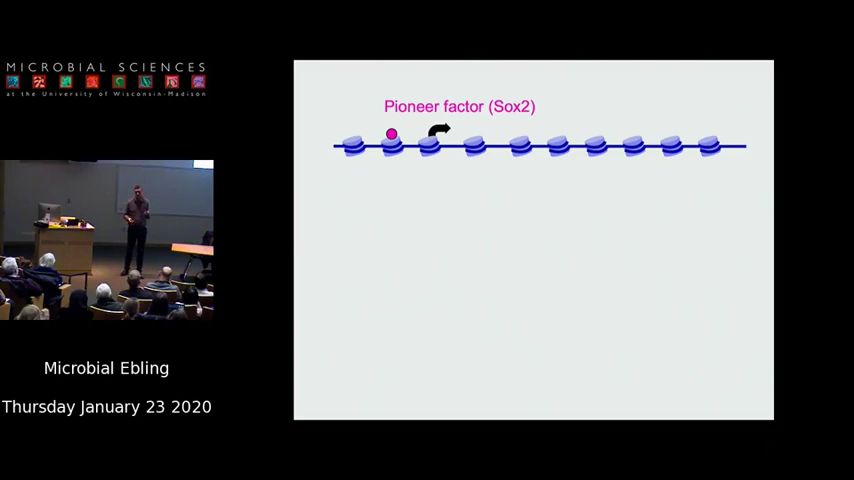 MICROBIAL SCIENCES
at the University of Wisconsin-Madison
Pioneer factor (Sox2)
Microbial Ebling
Thursday January 23 2020